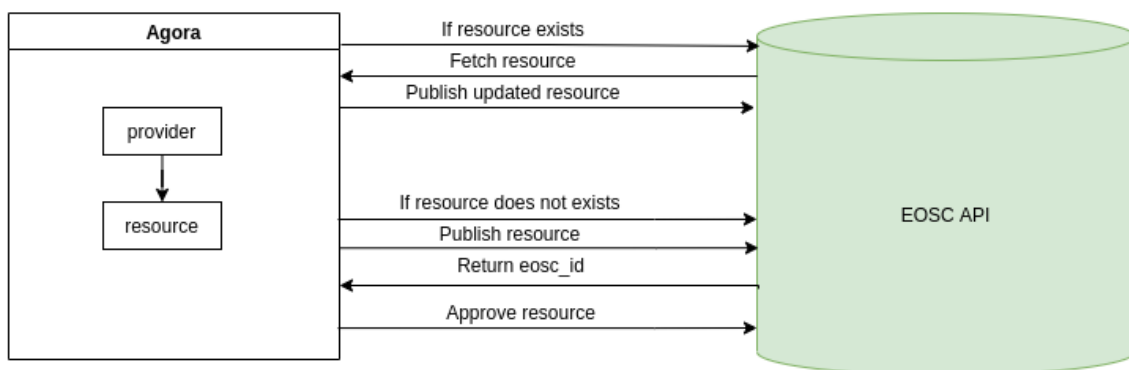 Agora
If resource exists
Fetch resource
Publish updated resource
provider
resource
If resource does not exists
Publish resource
Return eosc_id
Approve resource
EOSC API